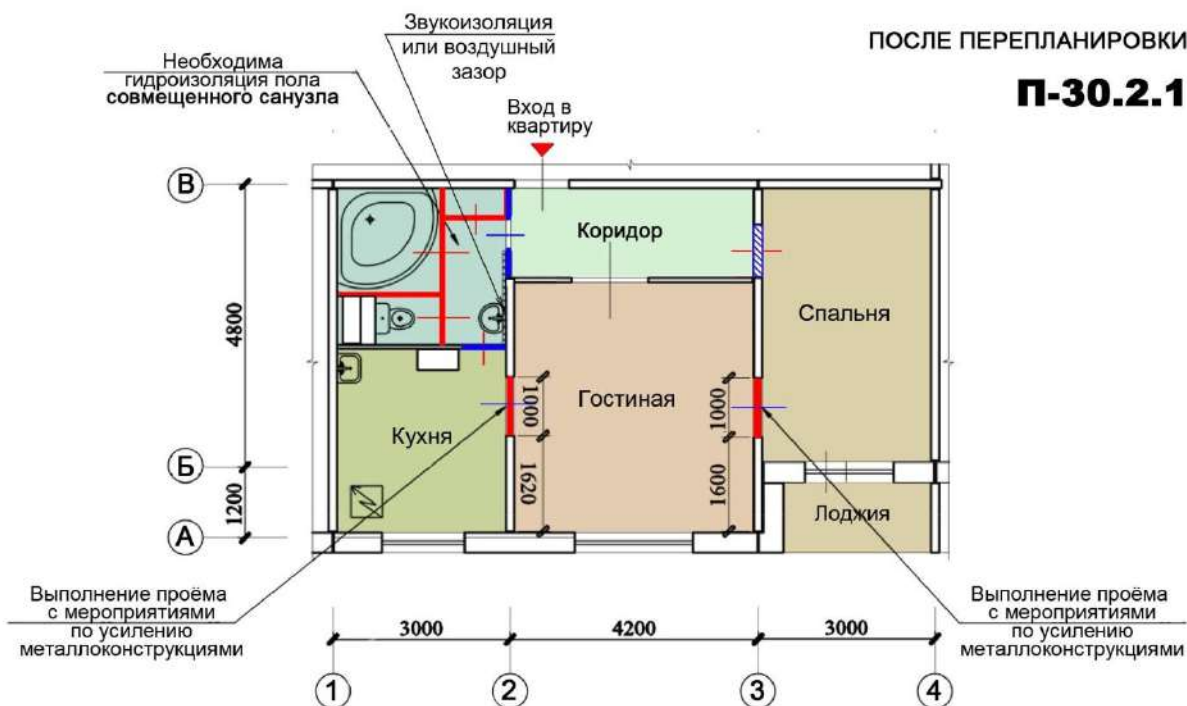 ПОСЛЕ ПЕРЕПЛАНИРОВКИ
П-30.2.1
Звукоизоляция
или воздушный
зазор
Необходима
гидроизоляция пола
совмещенного санузла
Вход в
квартиру
В
Коридор
4800
Спальня
Гостиная
1000
1000
Кухня
Б
1620
1600
1200
Лоджия
А
Выполнение проёма
с мероприятиями
по усилению
металлоконструкциями
Выполнение проёма
с мероприятиями
по усилению
металлоконструкциями
3000
4200
3000
1
2
3
4